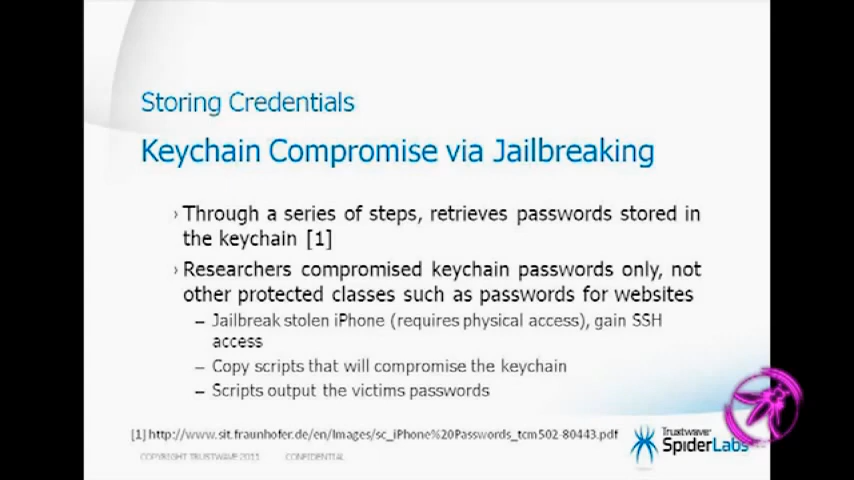 Storing Credentials
Keychain Compromise via Jailbreaking
› Through a series of steps, retrieves passwords stored in
the keychain [1]
› Researchers compromised keychain passwords only, not
other protected classes such as passwords for websites
– Jailbreak stolen iPhone (requires physical access), gain SSH
access
– Copy scripts that will compromise the keychain
– Scripts output the victims passwords
[1] http://www.sit.fraunhofer.de/en/Images/sc_iPhone%20Passwords_tcm502-80443.pdf
Trustwave
SpiderLabs
COPYRIGHT TRUSTWAVE 2011 CONFIDENTIAL